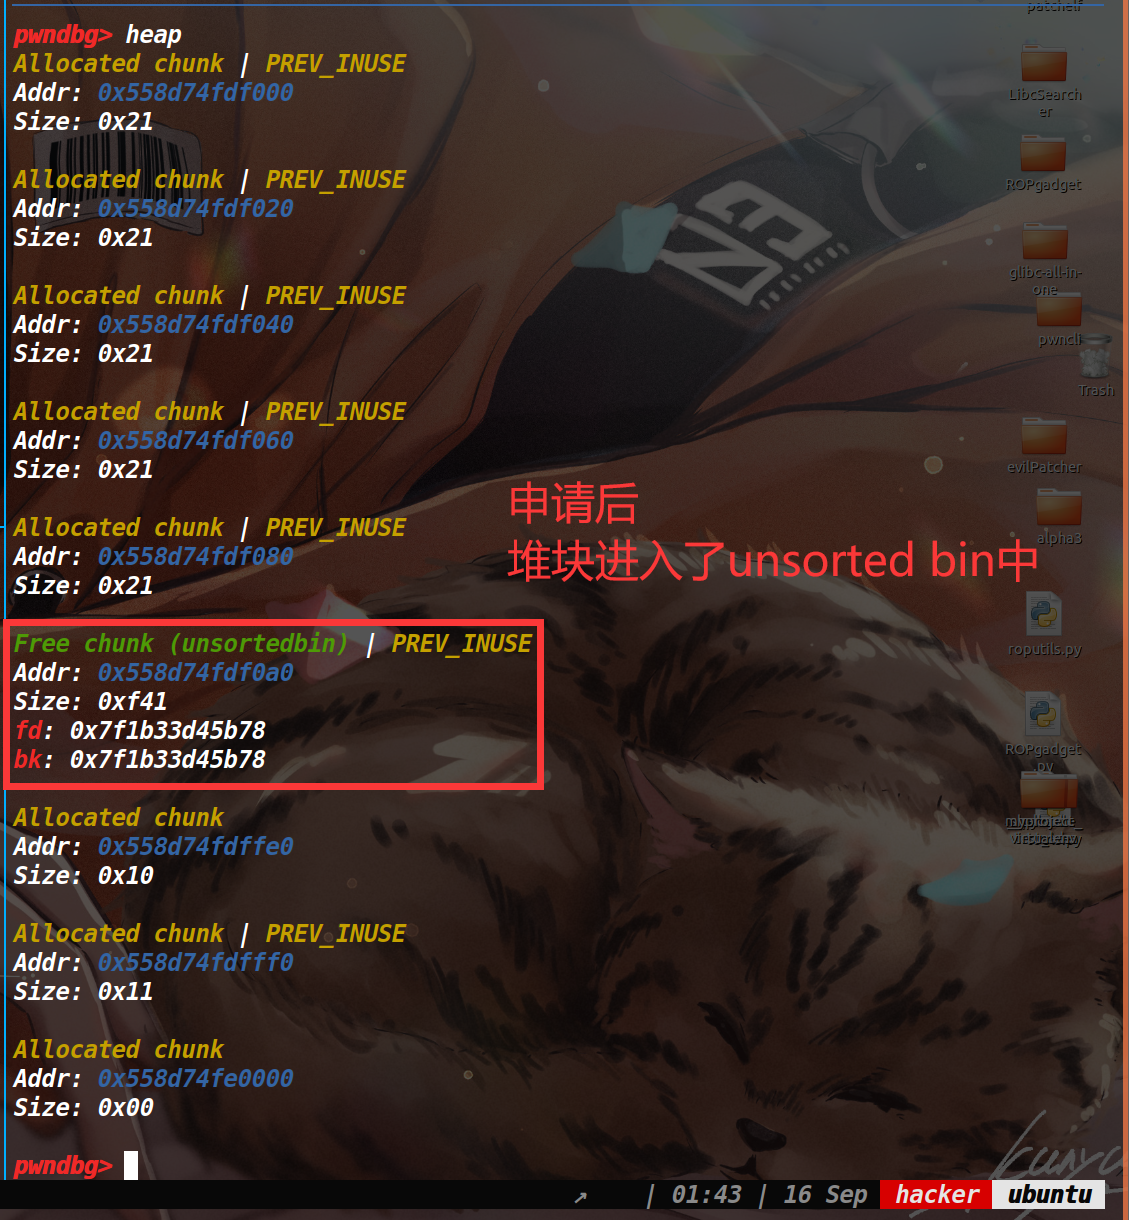 pwndbg> heap
Allocated chunk | PREV_INUSE
Addr: 0x558d74fdf000
Size: 0x21
Allocated chunk | PREV_INUSE
Addr: 0x558d74fdf020
Size: 0x21
Allocated chunk | PREV_INUSE
Addr: 0x558d74fdf040
Size: 0x21
Allocated chunk | PREV_INUSE
Addr: 0x558d74fdf060
Size: 0x21
Allocated chunk | PREV_INUSE
Addr: 0x558d74fdf080
Size: 0x21
Free chunk (unsortedbin) | PREV_INUSE
Addr: 0x558d74fdf0a0
Size: 0xf41
fd: 0x7f1b33d45b78
bk: 0x7f1b33d45b78
Allocated chunk
Addr: 0x558d74fdffe0
Size: 0x10
Allocated chunk | PREV_INUSE
Addr: 0x558d74fdfff0
Size: 0x11
Allocated chunk
Addr: 0x558d74fe0000
Size: 0x00
pwndbg>
申请后
堆块进入了unsorted bin中
patchelf
LibcSearch
er
ROPgadget
glibc-all-in-
one
pwncli
Trash
evilPatcher
alpha3
roputils.py
ROPgadget
.py
GN
↗ | 01:43 | 16 Sep hacker ubuntu